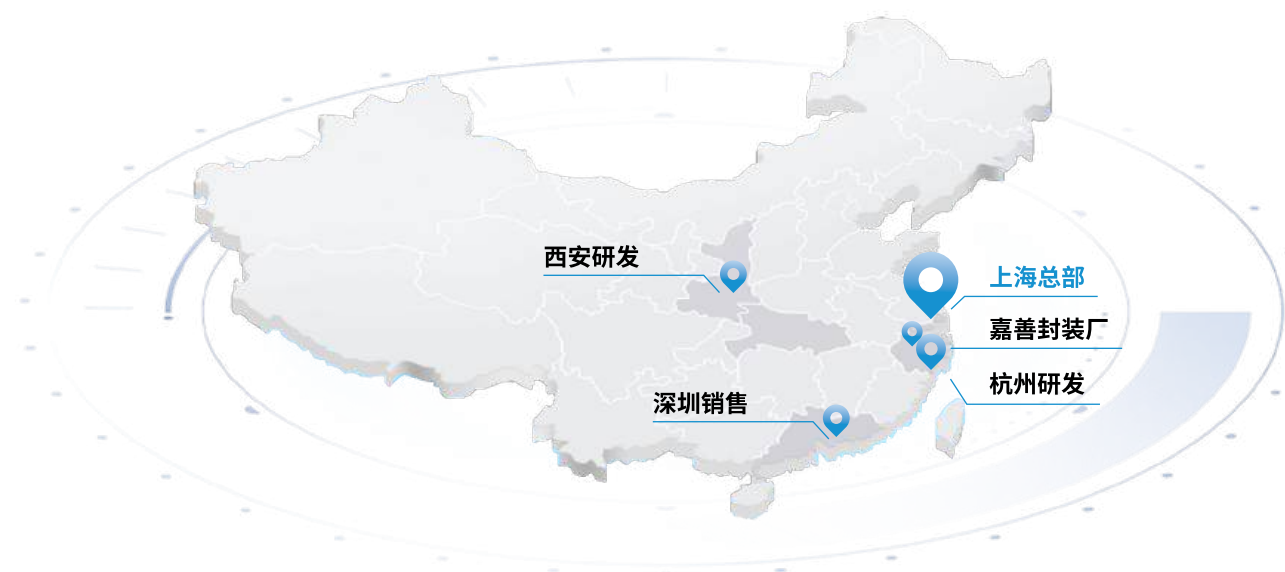 西安研发
上海总部
嘉善封装厂
杭州研发
深圳销售